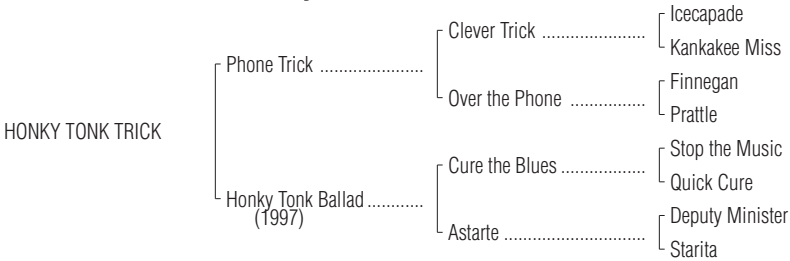 Icecapade
Clever Trick ......................
Kankakee Miss
Phone Trick ......................
Finnegan
Over the Phone ................
Prattle
HONKY TONK TRICK
Stop the Music
Cure the Blues ..................
Quick Cure
Honky Tonk Ballad ............
(1997)
Deputy Minister
Astarte ..............................
Starita